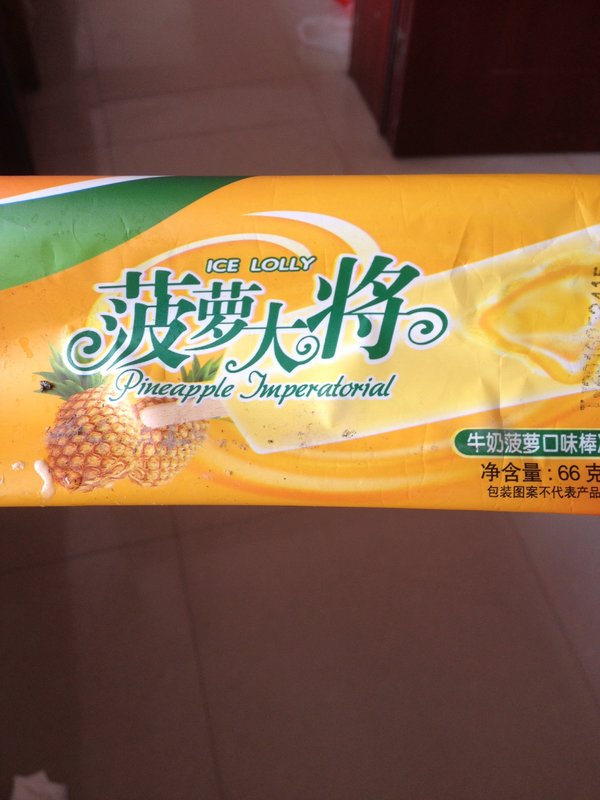 ICE LOLLY
菠萝大将
Pineapple Imperatorial
牛奶菠萝口味棒
净含量：66 克
包装图案不代表产品